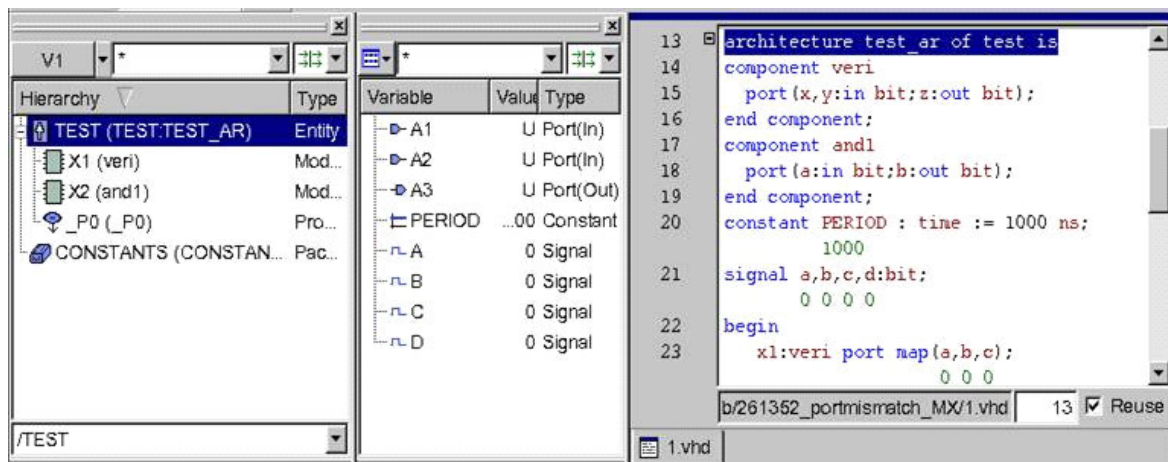 V1 *
Hierarchy Type
TEST (TEST:TEST_AR) Entity
X1 (veri) Mod...
X2 (and1) Mod...
_P0 (_P0) Pro...
CONSTANTS (CONSTAN... Pac...
/TEST
*
Variable Value Type
A1 U Port(In)
A2 U Port(In)
A3 U Port(Out)
PERIOD ...00 Constant
A 0 Signal
B 0 Signal
C 0 Signal
D 0 Signal
13 architecture test_ar of test is
14 component veri
15 port(x,y:in bit;z:out bit);
16 end component;
17 component and1
18 port(a:in bit;b:out bit);
19 end component;
20 constant PERIOD : time := 1000 ns;
1000
21 signal a,b,c,d:bit;
0 0 0 0
22 begin
23 x1:veri port map(a,b,c);
0 0 0
b/261352_portmismatch_MX/1.vhd 13 Reuse
1.vhd